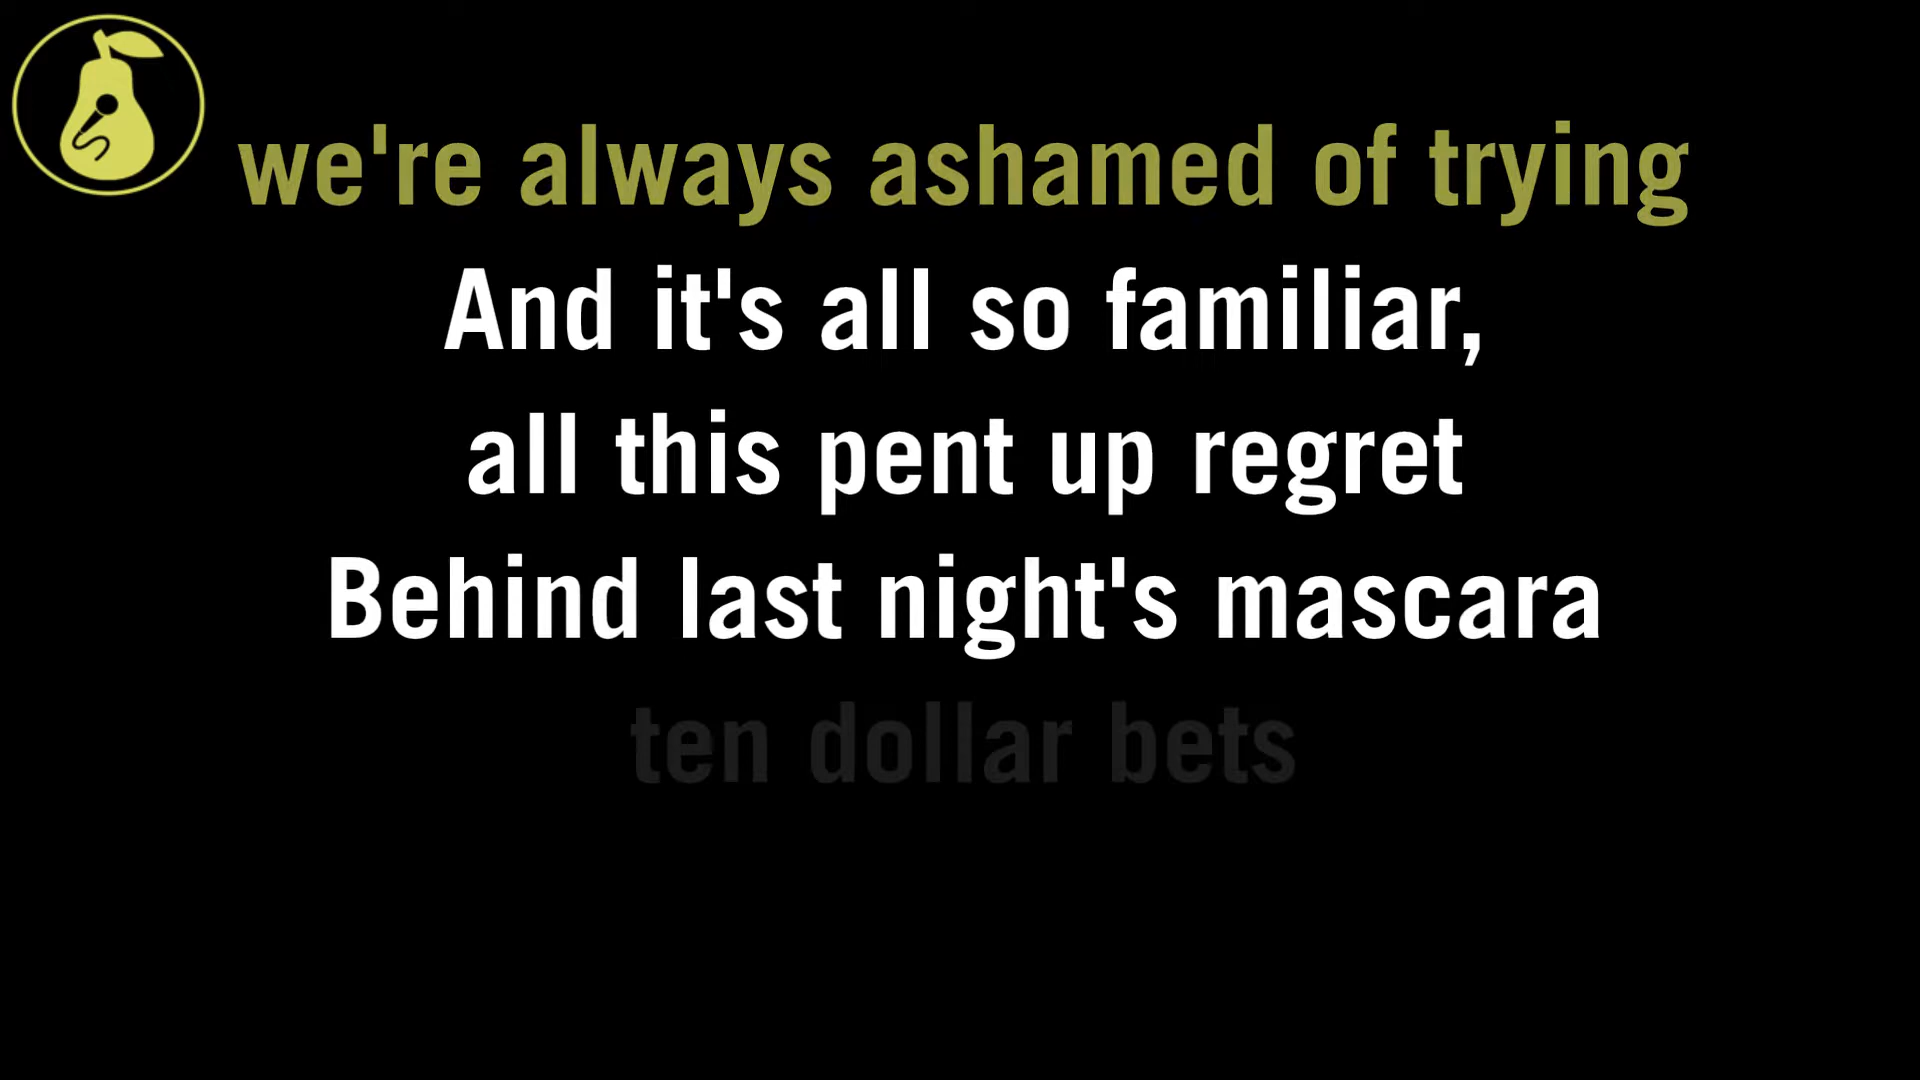 we're always ashamed of trying
And it's all so familiar,
all this pent up regret
Behind last night's mascara
ten dollar bets